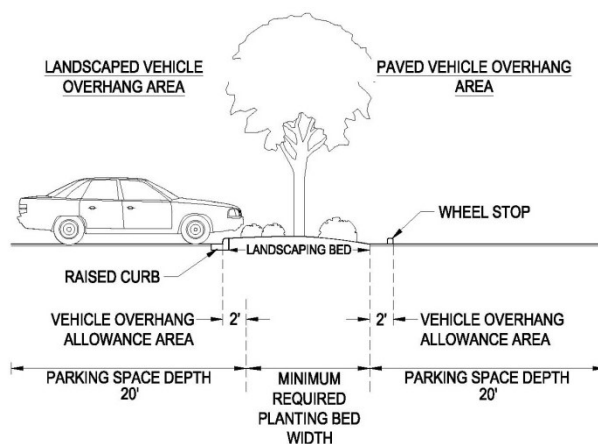 LANDSCAPED VEHICLE
OVERHANG AREA
PAVED VEHICLE OVERHANG
AREA
WHEEL STOP
LANDSCAPING BED
RAISED CURB
VEHICLE OVERHANG
ALLOWANCE AREA
2'
2'
VEHICLE OVERHANG
ALLOWANCE AREA
PARKING SPACE DEPTH
20'
MINIMUM
REQUIRED
PLANTING BED
WIDTH
PARKING SPACE DEPTH
20'